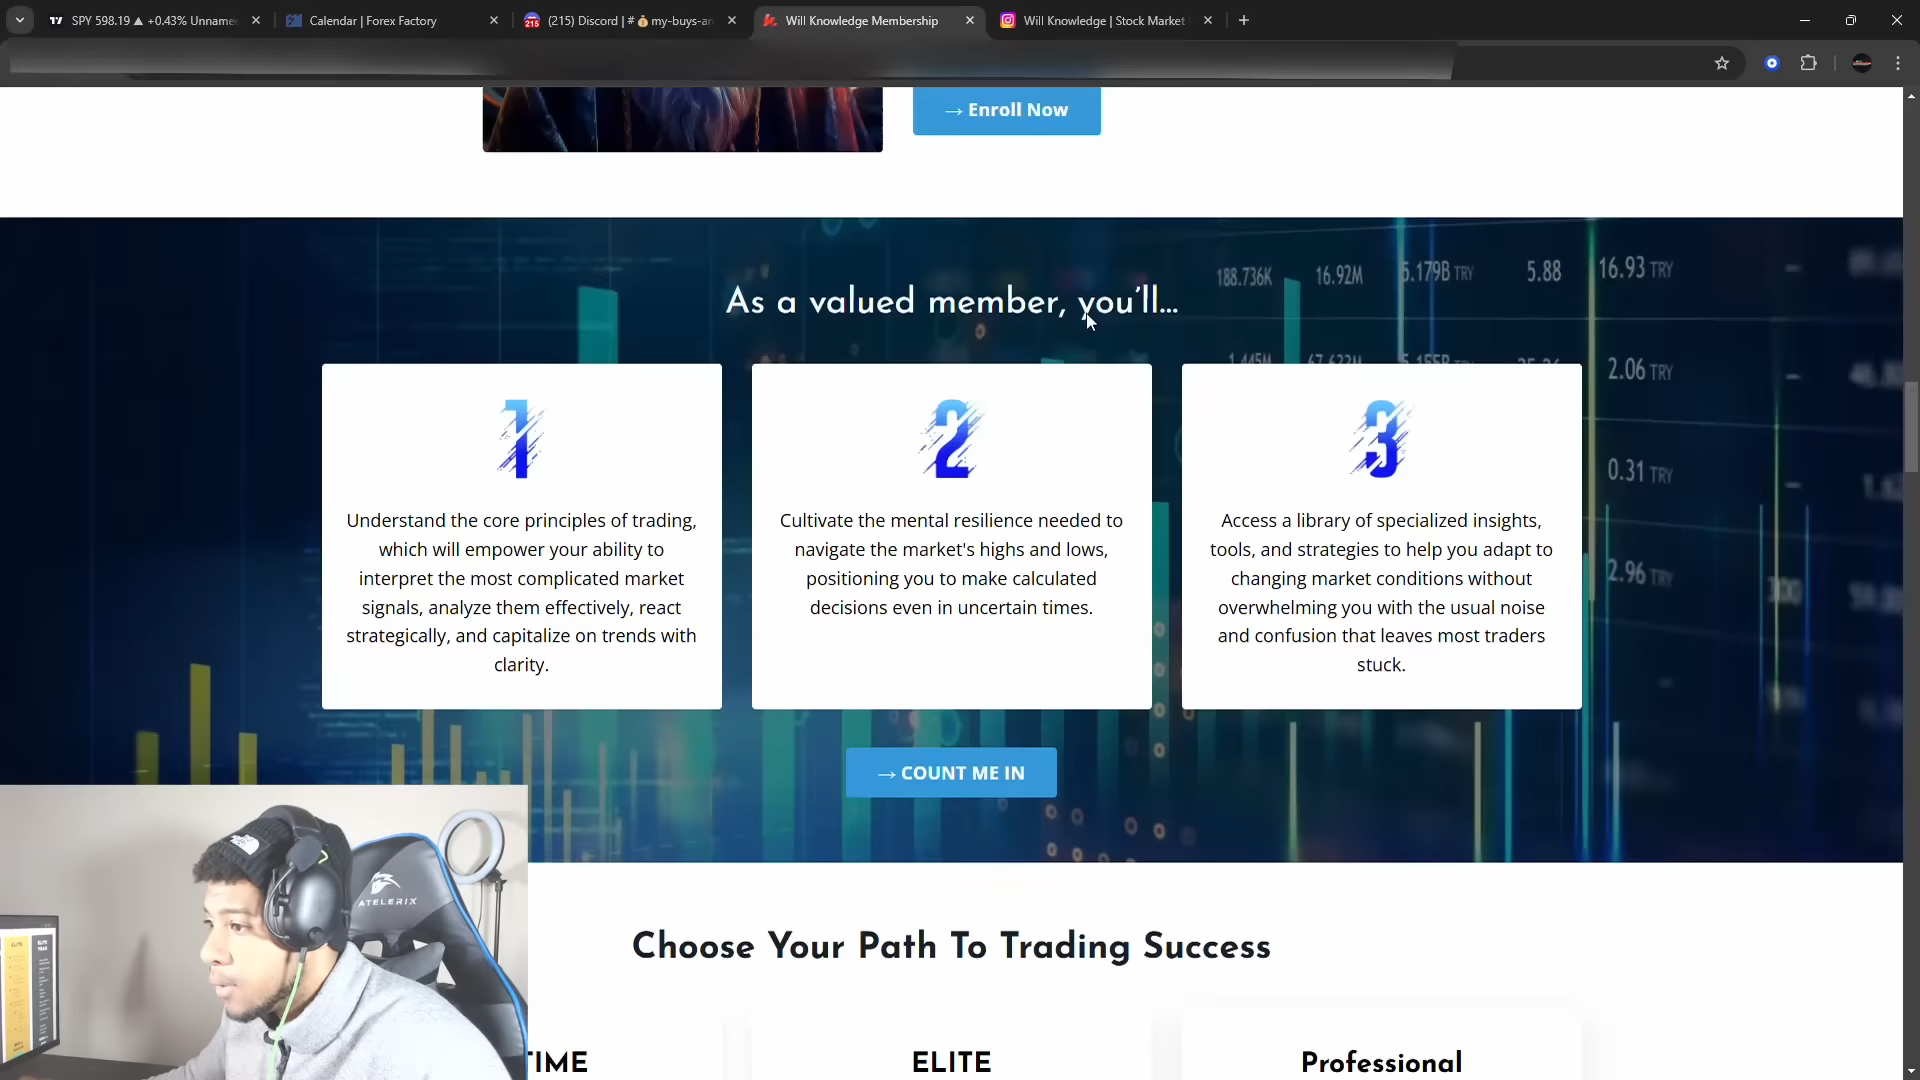 SPY 598.19 ▲ +0.43% Unname
Calendar | Forex Factory
(215) Discord | # 💰 my-buys-an
Will Knowledge Membership
Will Knowledge | Stock Market
→ Enroll Now
188.736K 16.92M 5.179B TRY 5.88 16.93 TRY
As a valued member, you'll...
2.06 TRY
0.31 TRY
2.96 TRY
1
Understand the core principles of trading,
which will empower your ability to
interpret the most complicated market
signals, analyze them effectively, react
strategically, and capitalize on trends with
clarity.
2
Cultivate the mental resilience needed to
navigate the market's highs and lows,
positioning you to make calculated
decisions even in uncertain times.
3
Access a library of specialized insights,
tools, and strategies to help you adapt to
changing market conditions without
overwhelming you with the usual noise
and confusion that leaves most traders
stuck.
→ COUNT ME IN
ATELERIX
Choose Your Path To Trading Success
TIME
ELITE
Professional